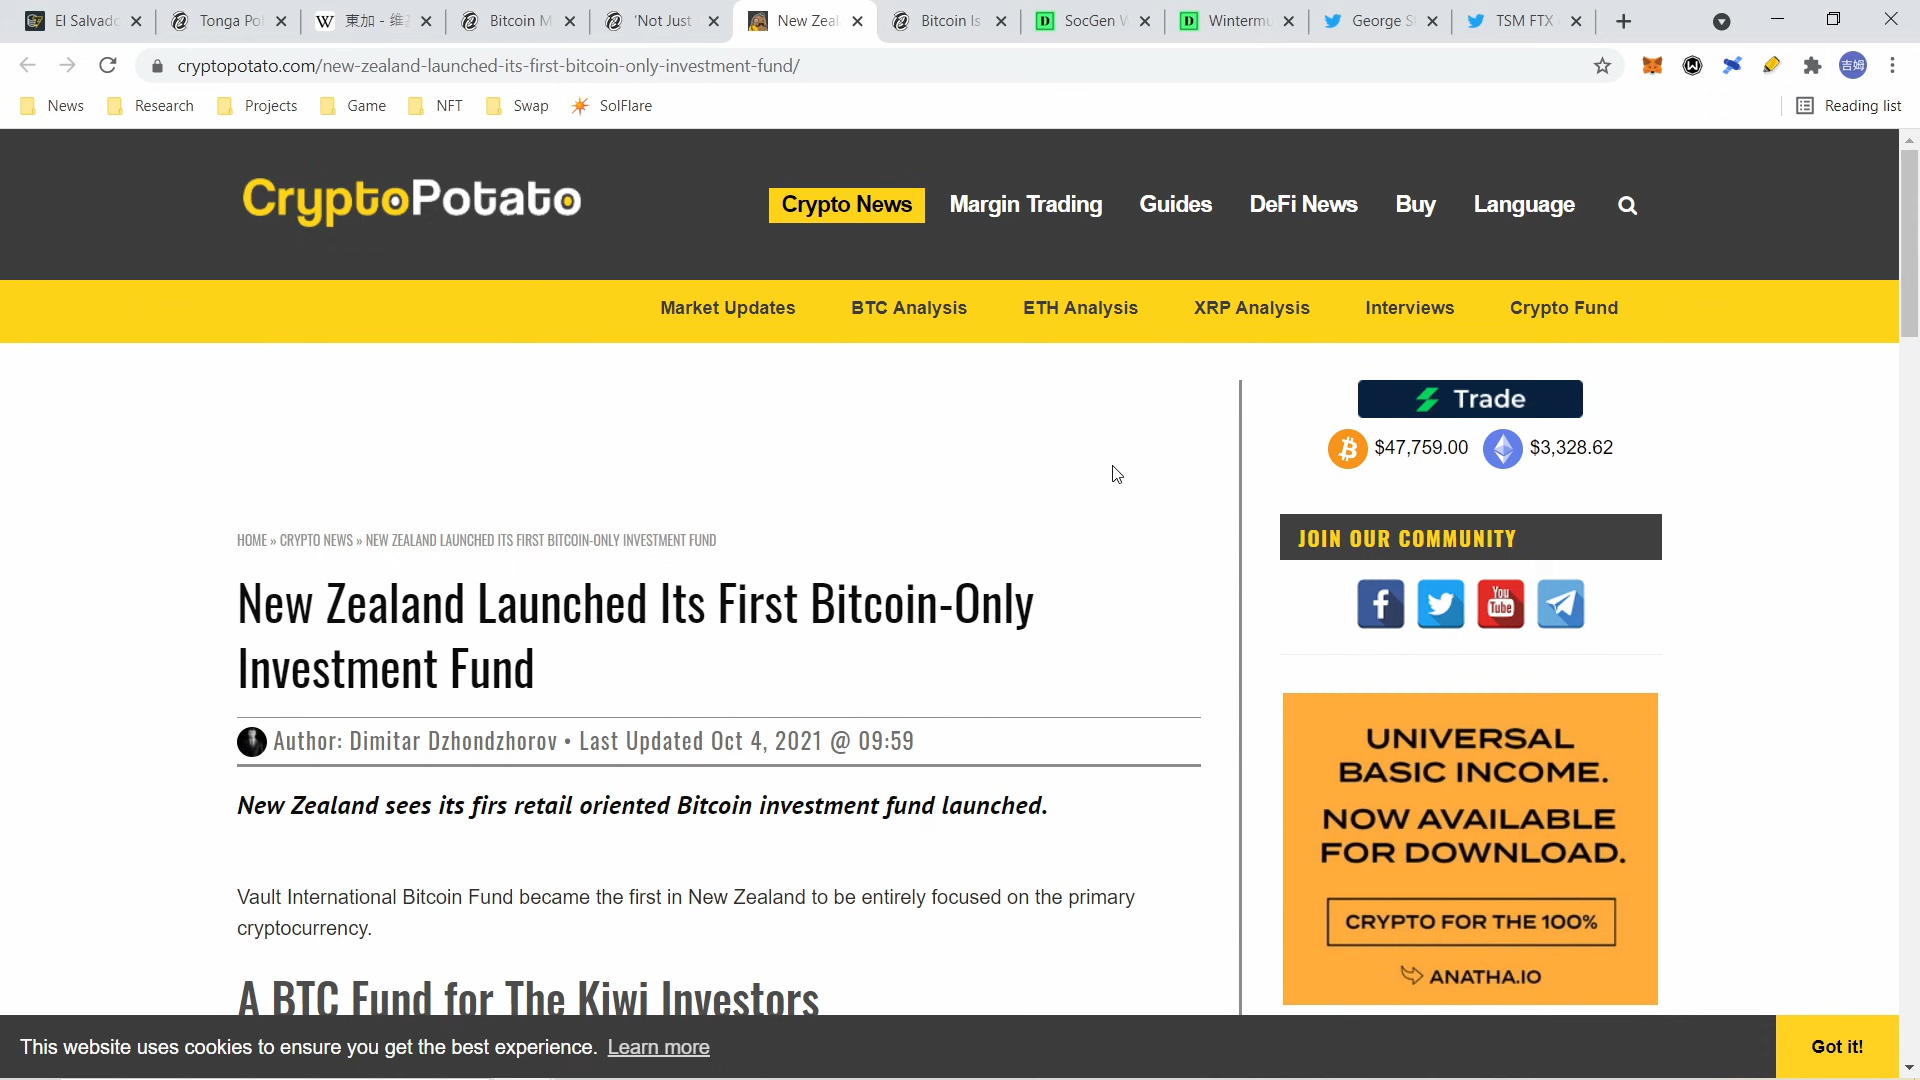 El Salvad
Tonga Po
東加 - 維
Bitcoin M
'Not Just
New Zeal
Bitcoin Is
SocGen
Winterm
George S
TSM FTX
cryptopotato.com/new-zealand-launched-its-first-bitcoin-only-investment-fund/
吉姆
News Research Projects Game NFT Swap SolFlare Reading list
CryptoPotato
Crypto News Margin Trading Guides DeFi News Buy Language
Market Updates BTC Analysis ETH Analysis XRP Analysis Interviews Crypto Fund
Trade
$47,759.00 $3,328.62
JOIN OUR COMMUNITY
You
Tube
HOME » CRYPTO NEWS » NEW ZEALAND LAUNCHED ITS FIRST BITCOIN-ONLY INVESTMENT FUND
New Zealand Launched Its First Bitcoin-Only
Investment Fund
Author: Dimitar Dzhondzhorov • Last Updated Oct 4, 2021 @ 09:59
New Zealand sees its firs retail oriented Bitcoin investment fund launched.
Vault International Bitcoin Fund became the first in New Zealand to be entirely focused on the primary
cryptocurrency.
A BTC Fund for The Kiwi Investors
UNIVERSAL
BASIC INCOME.
NOW AVAILABLE
FOR DOWNLOAD.
CRYPTO FOR THE 100%
ANATHA.IO
This website uses cookies to ensure you get the best experience. Learn more
Got it!